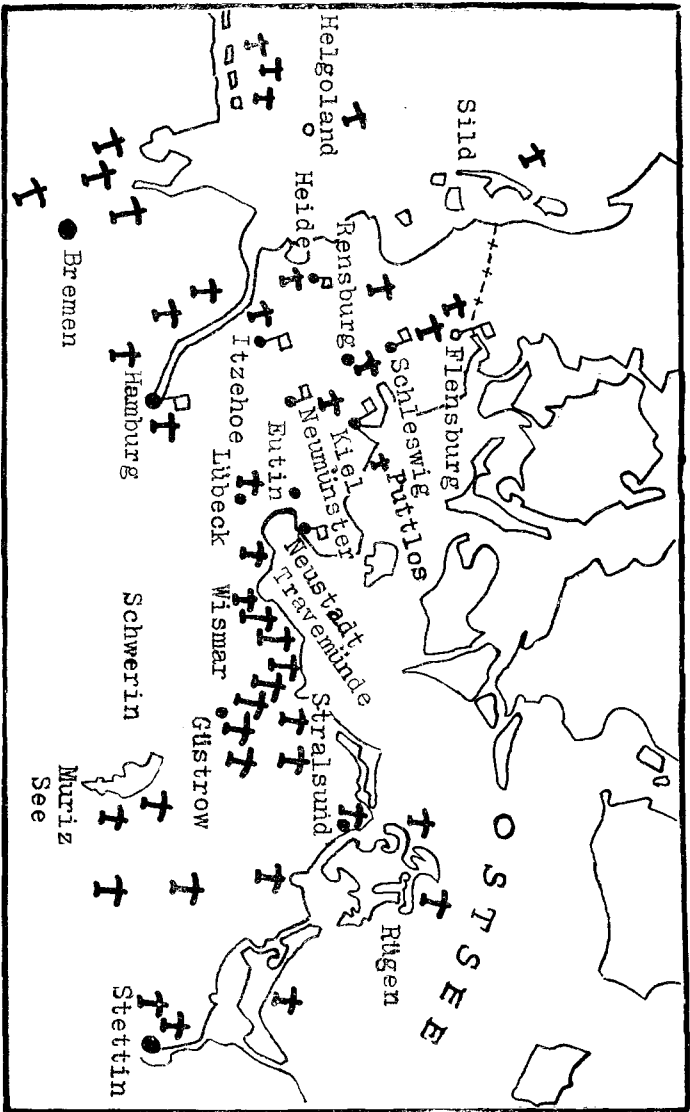 Sild
Helgoland
Flensburg
Schleswig
Rensburg
Heide
Puttlos
Kiel
Neumünster
Itzehoe
Eutin
Neustadt
Travemünde
Lübeck
Hamburg
Bremen
Wismar
Schwerin
Güstrow
Stralsund
Rügen
OSTSEE
Muriz
See
Stettin